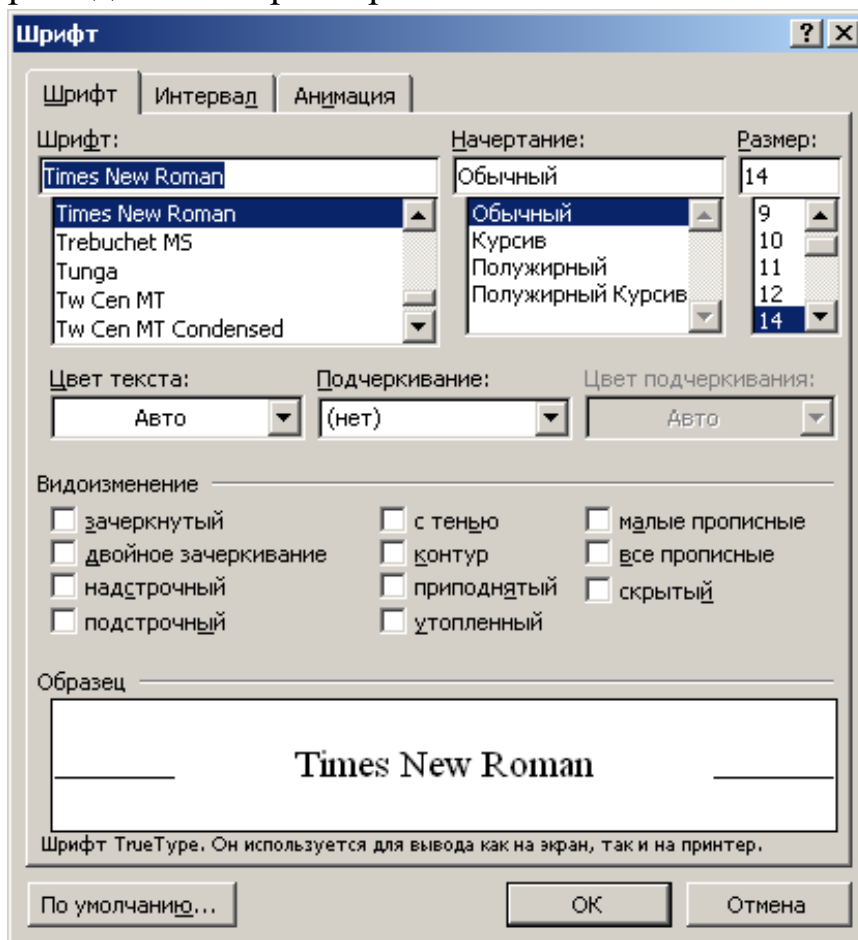 Шрифт
Шрифт Интервал Анимация
Шрифт: Начертание: Размер:
Times New Roman Обычный 14
Times New Roman Обычный 9
Trebuchet MS Курсив 10
Tunga Полужирный 11
Tw Cen MT Полужирный Курсив 12
Tw Cen MT Condensed 14
Цвет текста: Подчеркивание: Цвет подчеркивания:
Авто (нет) Авто
Видоизменение
зачеркнутый с тенью малые прописные
двойное зачеркивание контур все прописные
надстрочный приподнятый скрытый
подстрочный утопленный
Образец
Times New Roman
Шрифт TrueType. Он используется для вывода как на экран, так и на принтер.
По умолчанию... ОК Отмена